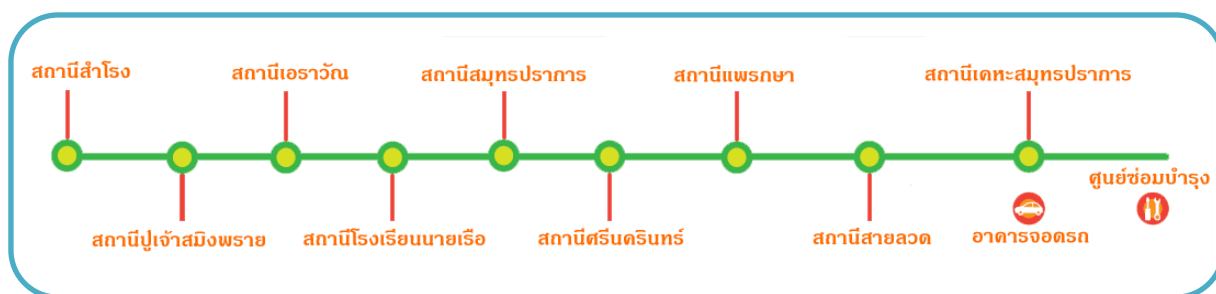 สถานีสำโรง
สถานีเอราวัณ
สถานีสมุทรปราการ
สถานีแพรกษา
สถานีเคหะสมุทรปราการ
สถานีปู่เจ้าสมิงพราย
สถานีโรงเรียนนายเรือ
สถานีศรีนครินทร์
สถานีสายลวด
อาคารจอดรถ
ศูนย์ซ่อมบำรุง